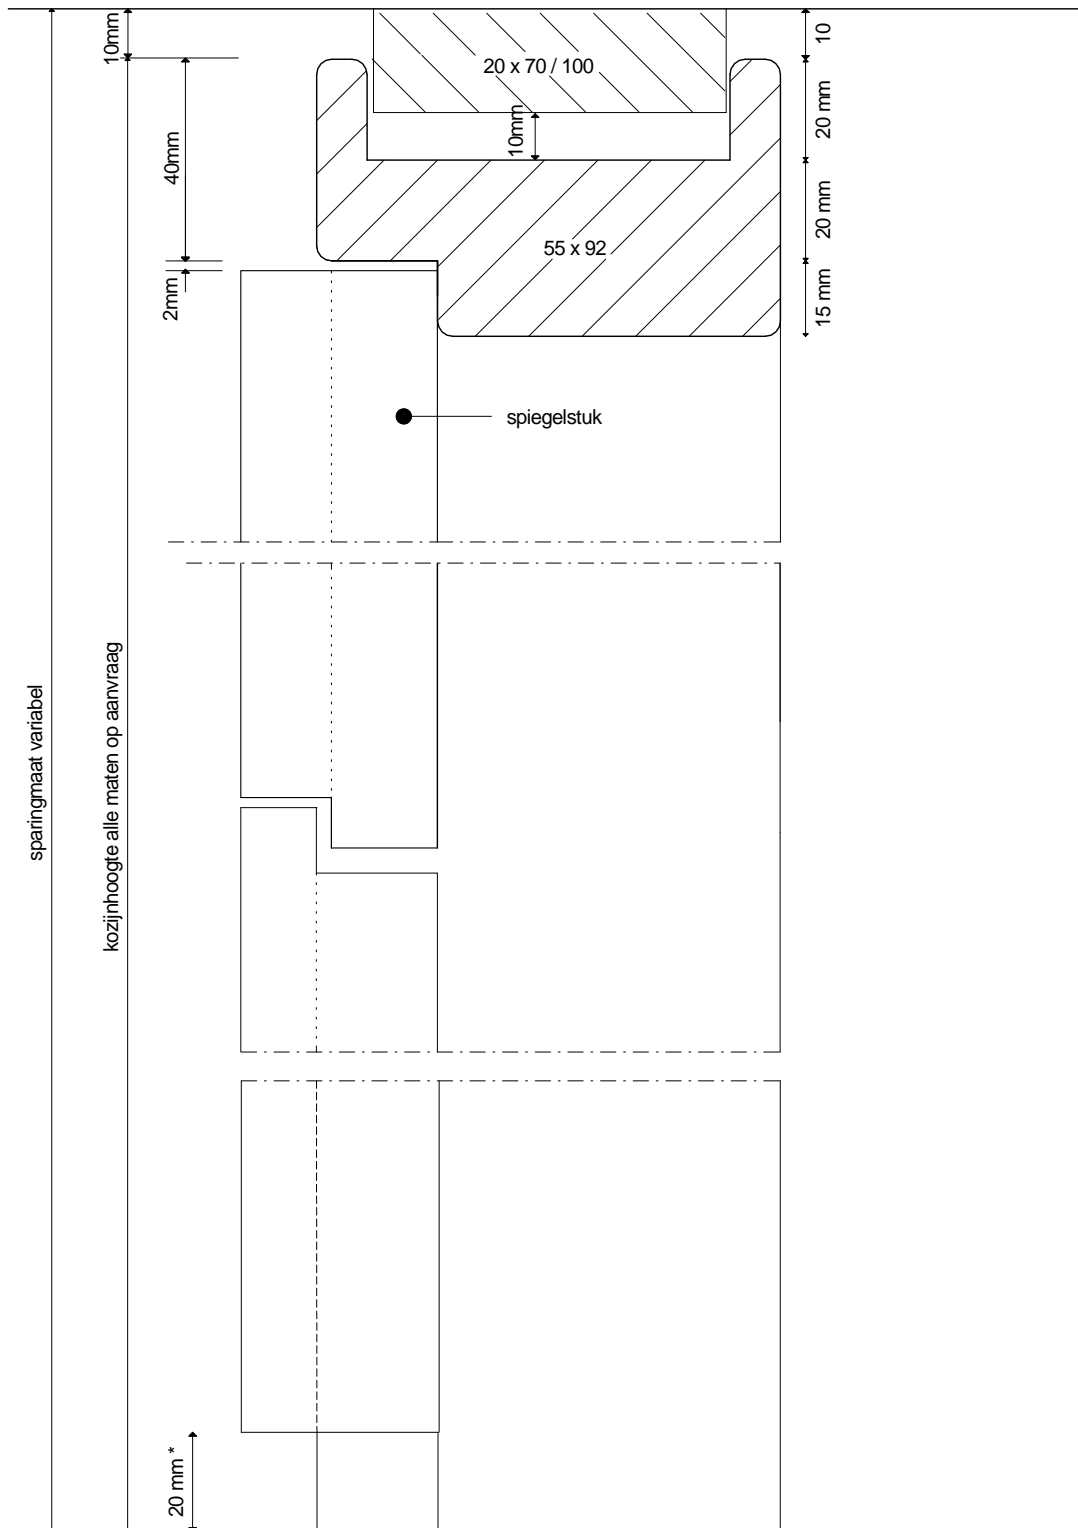 10mm
10
20 x 70 / 100
20 mm
10mm
40mm
20 mm
55 x 92
2mm
15 mm
spiegelstuk
sparingmaat variabel
kozijnhoogte alle maten op aanvraag
20 mm *